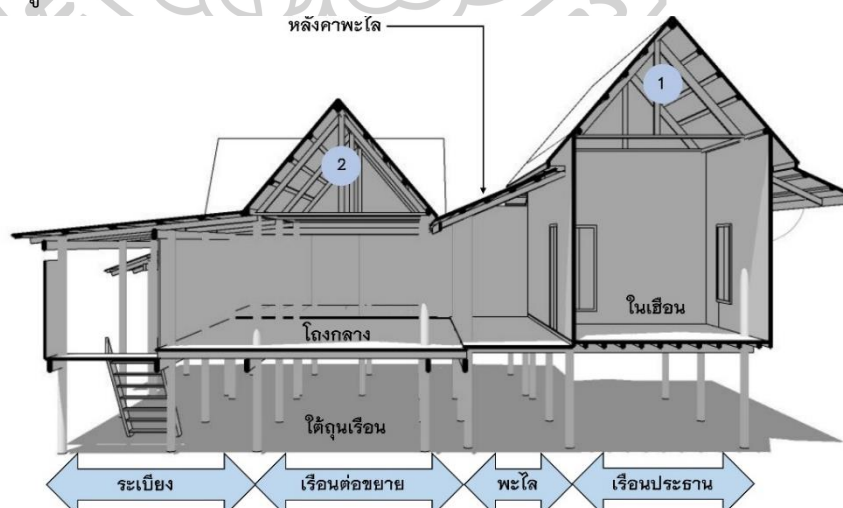 หลังคาพะไล
1
2
ในเฮือน
โถงกลาง
ใต้ถุนเรือน
ระเบียง
เรือนต่อขยาย
พะไล
เรือนประธาน